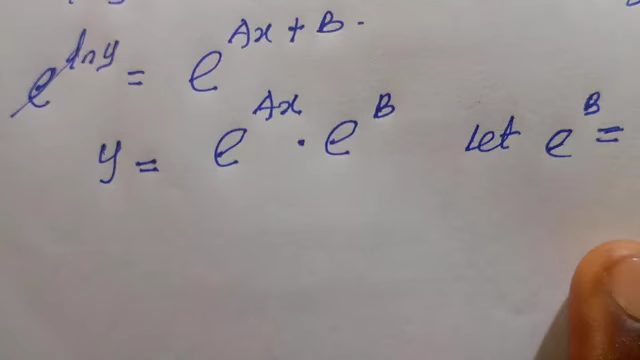 e^{ln y} = e^{Ax + B}.
y = e^{Ax} · e^{B}    Let e^{B} =